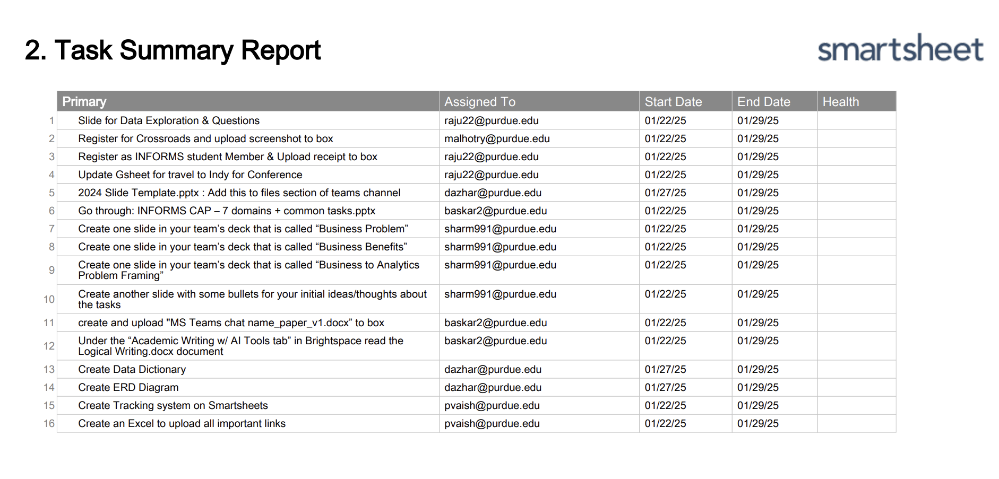 2. Task Summary Report
smartsheet
Primary Assigned To Start Date End Date Health
1 Slide for Data Exploration & Questions raju22@purdue.edu 01/22/25 01/29/25
2 Register for Crossroads and upload screenshot to box malhotry@purdue.edu 01/22/25 01/29/25
3 Register as INFORMS student Member & Upload receipt to box raju22@purdue.edu 01/22/25 01/29/25
4 Update Gsheet for travel to Indy for Conference raju22@purdue.edu 01/22/25 01/29/25
5 2024 Slide Template.pptx : Add this to files section of teams channel dazhar@purdue.edu 01/27/25 01/29/25
6 Go through: INFORMS CAP – 7 domains + common tasks.pptx baskar2@purdue.edu 01/22/25 01/29/25
7 Create one slide in your team’s deck that is called “Business Problem” sharm991@purdue.edu 01/22/25 01/29/25
8 Create one slide in your team’s deck that is called “Business Benefits” sharm991@purdue.edu 01/22/25 01/29/25
9 Create one slide in your team’s deck that is called “Business to Analytics sharm991@purdue.edu 01/22/25 01/29/25
Problem Framing”
10 Create another slide with some bullets for your initial ideas/thoughts about sharm991@purdue.edu 01/22/25 01/29/25
the tasks
11 create and upload "MS Teams chat name_paper_v1.docx” to box baskar2@purdue.edu 01/22/25 01/29/25
12 Under the “Academic Writing w/ AI Tools tab” in Brightspace read the baskar2@purdue.edu 01/22/25 01/29/25
Logical Writing.docx document
13 Create Data Dictionary dazhar@purdue.edu 01/27/25 01/29/25
14 Create ERD Diagram dazhar@purdue.edu 01/27/25 01/29/25
15 Create Tracking system on Smartsheets pvaish@purdue.edu 01/22/25 01/29/25
16 Create an Excel to upload all important links pvaish@purdue.edu 01/22/25 01/29/25